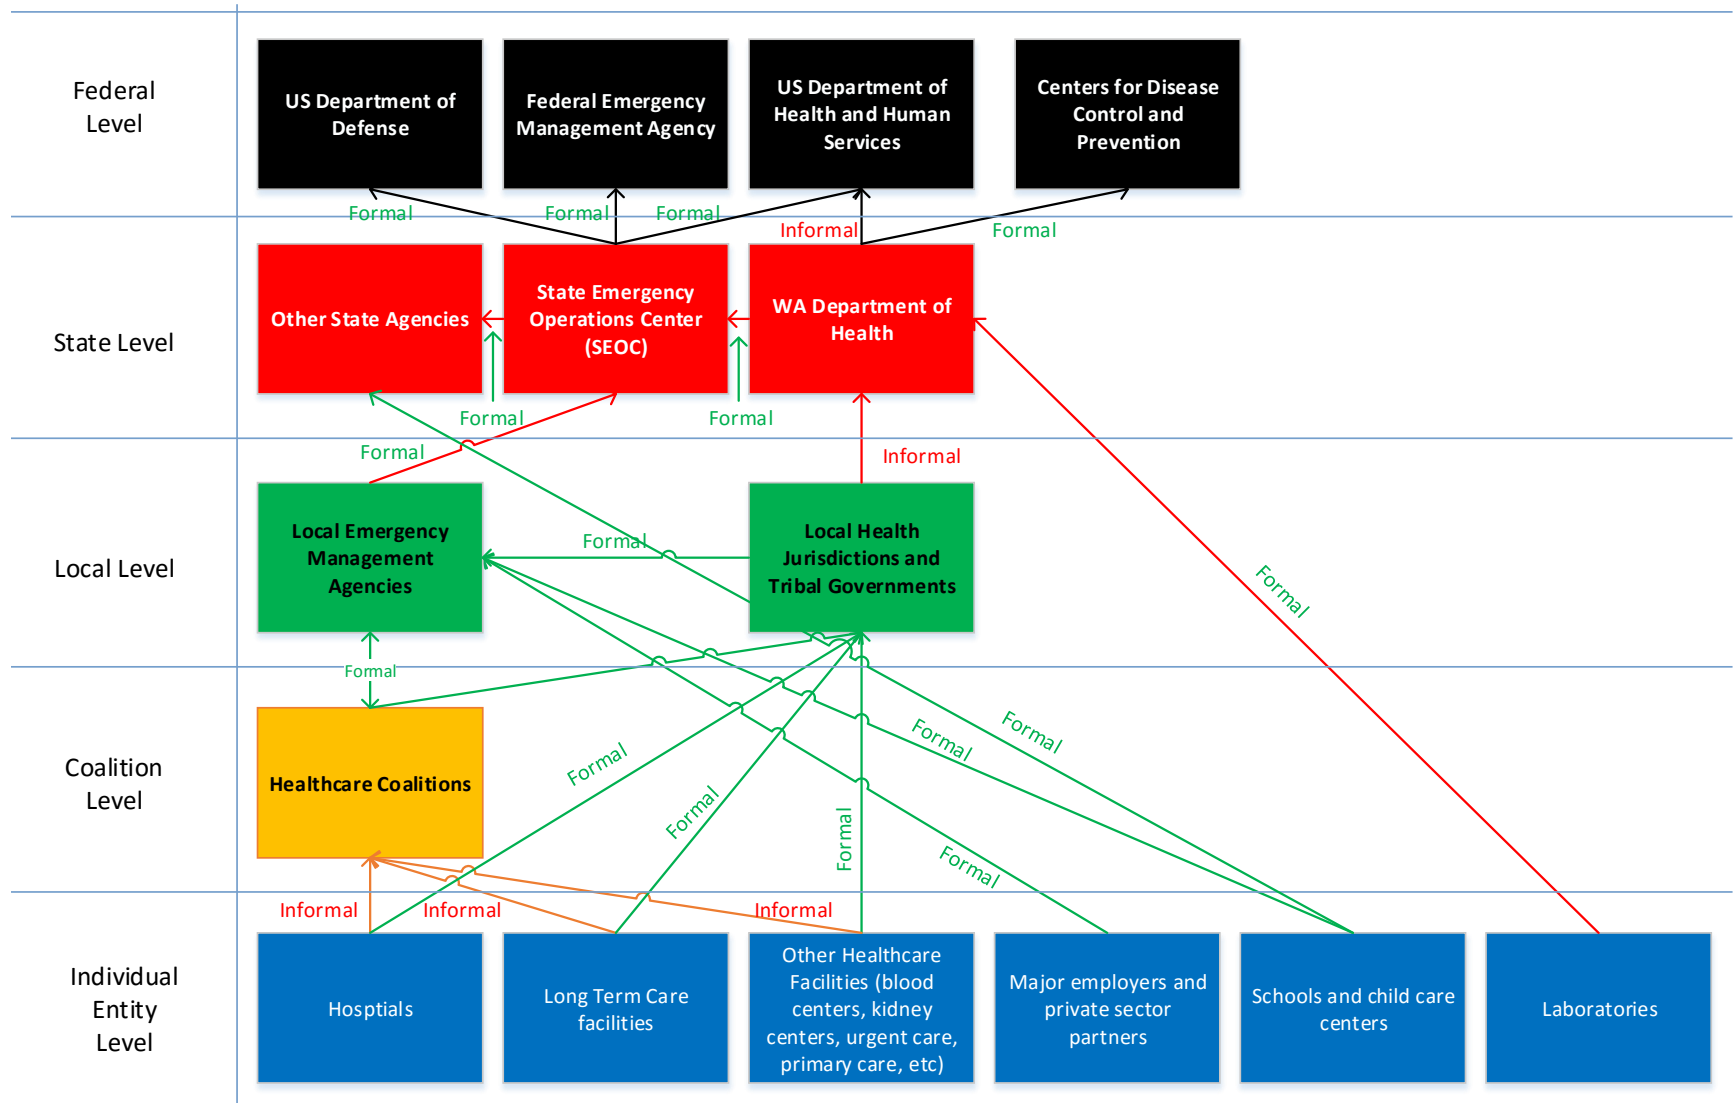 Federal
Level
US Department of
Defense
Federal Emergency
Management Agency
US Department of
Health and Human
Services
Centers for Disease
Control and
Prevention
Formal
Formal
Formal
Informal
Formal
State Level
Other State Agencies
State Emergency
Operations Center
(SEOC)
WA Department of
Health
Formal
Formal
Formal
Informal
Local Level
Local Emergency
Management
Agencies
Formal
Local Health
Jurisdictions and
Tribal Governments
Formal
Formal
Coalition
Level
Healthcare Coalitions
Formal
Formal
Formal
Formal
Formal
Formal
Informal
Informal
Informal
Individual
Entity
Level
Hosptials
Long Term Care
facilities
Other Healthcare
Facilities (blood
centers, kidney
centers, urgent care,
primary care, etc)
Major employers and
private sector
partners
Schools and child care
centers
Laboratories